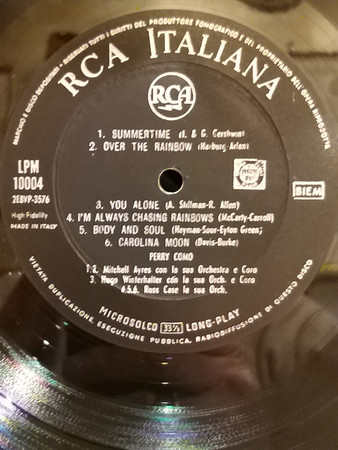 MARCHIO E DISCO DEPOSITATI - RISERVATI TUTTI I DIRITTI DEL PRODUTTORE FONOGRAFICO E DEL PROPRIETARIO DELL'OPERA RIPRODOTTA
RCA ITALIANA
RCA
1. SUMMERTIME (I. & G. Gershwin)
2. OVER THE RAINBOW (Harburg-Arlen)
LPM
10004
2EBVP-3576
High Fidelity
MADE IN ITALY
BIEM
3. YOU ALONE (A. Stillman-R. Allen)
4. I'M ALWAYS CHASING RAINBOWS (McCarty-Carroll)
5. BODY AND SOUL (Heyman-Sour-Eyton Green)
6. CAROLINA MOON (Davis-Burke)
PERRY COMO
1.2. Mitchell Ayres con la sua Orchestra e Coro
3. Hugo Winterhalter con la sua Orch. e Coro
4.5.6. Russ Case la sua Orch.
MICROSOLCO 33⅓ LONG-PLAY
VIETATA DUPLICAZIONE, ESECUZIONE PUBBLICA, RADIODIFFUSIONE DI QUESTO DISCO